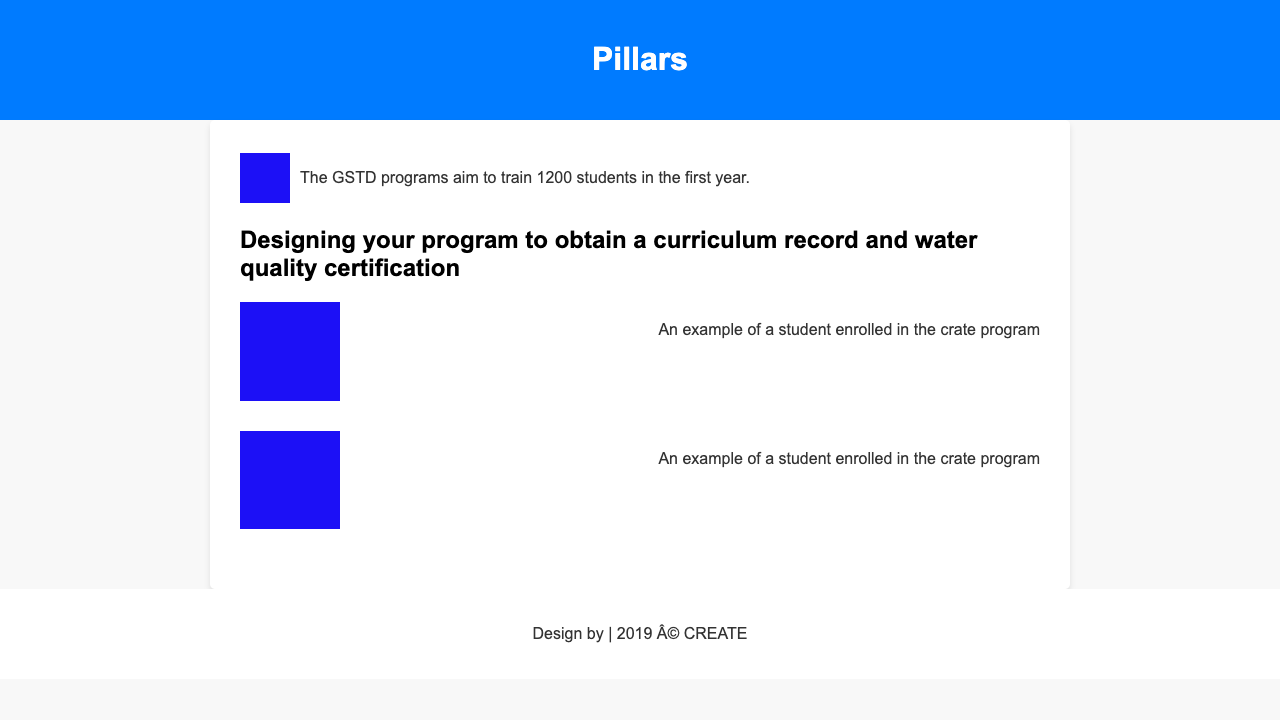 Pillars
The GSTD programs aim to train 1200 students in the first year.
Designing your program to obtain a curriculum record and water
quality certification
An example of a student enrolled in the crate program
An example of a student enrolled in the crate program
Design by | 2019 Â© CREATE